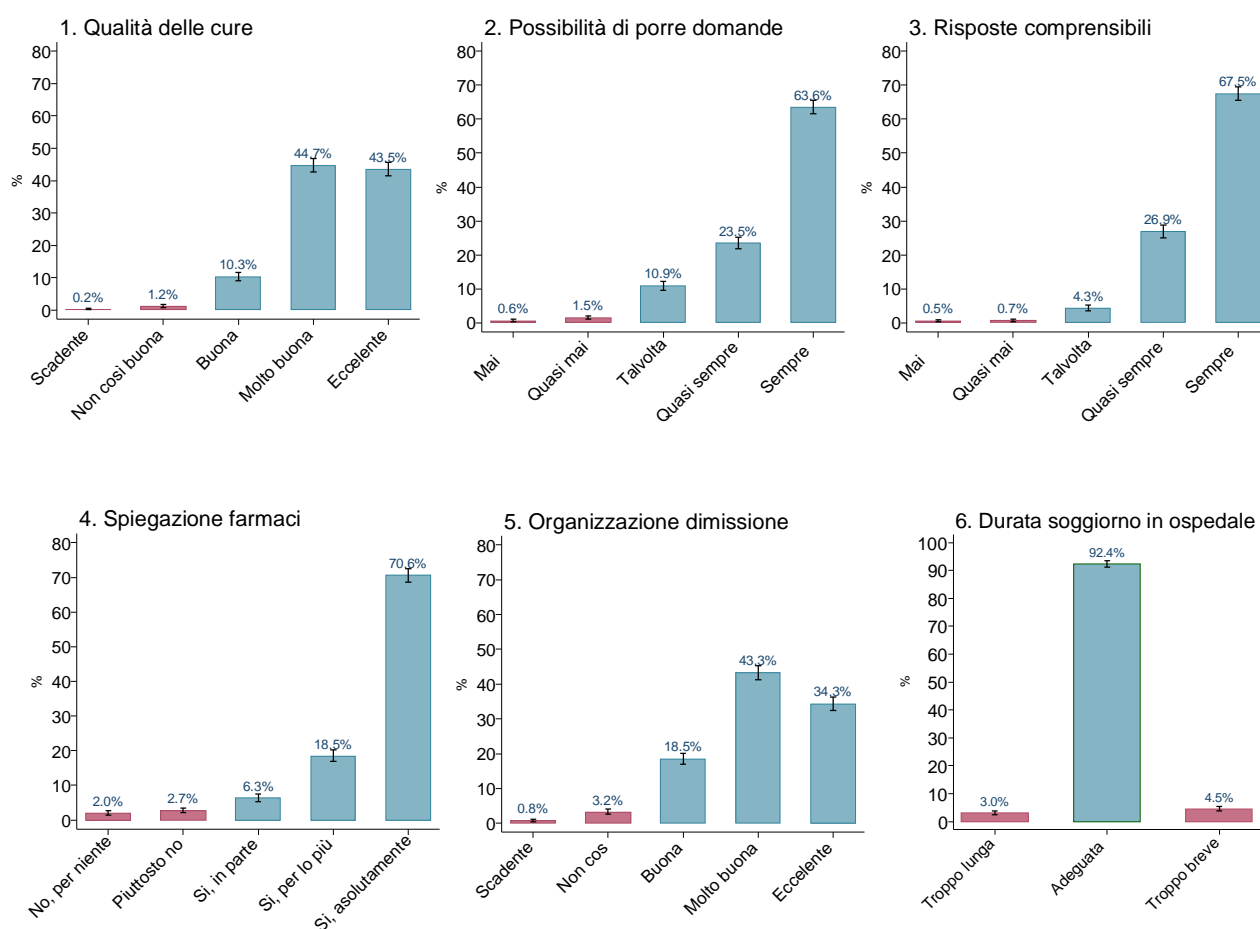 1. Qualità delle cure
80
70
60
50
40
30
20
10
0
%
0.2%
1.2%
10.3%
44.7%
43.5%
Scadente
Non così buona
Buona
Molto buona
Eccelente
2. Possibilità di porre domande
80
70
60
50
40
30
20
10
0
%
0.6%
1.5%
10.9%
23.5%
63.6%
Mai
Quasi mai
Talvolta
Quasi sempre
Sempre
3. Risposte comprensibili
80
70
60
50
40
30
20
10
0
%
0.5%
0.7%
4.3%
26.9%
67.5%
Mai
Quasi mai
Talvolta
Quasi sempre
Sempre
4. Spiegazione farmaci
80
70
60
50
40
30
20
10
0
%
2.0%
2.7%
6.3%
18.5%
70.6%
No, per niente
Piuttosto no
Si, in parte
Si, per lo più
Si, asolutamente
5. Organizzazione dimissione
80
70
60
50
40
30
20
10
0
%
0.8%
3.2%
18.5%
43.3%
34.3%
Scadente
Non cos
Buona
Molto buona
Eccelente
6. Durata soggiorno in ospedale
100
90
80
70
60
50
40
30
20
10
0
%
3.0%
92.4%
4.5%
Troppo lunga
Adeguata
Troppo breve